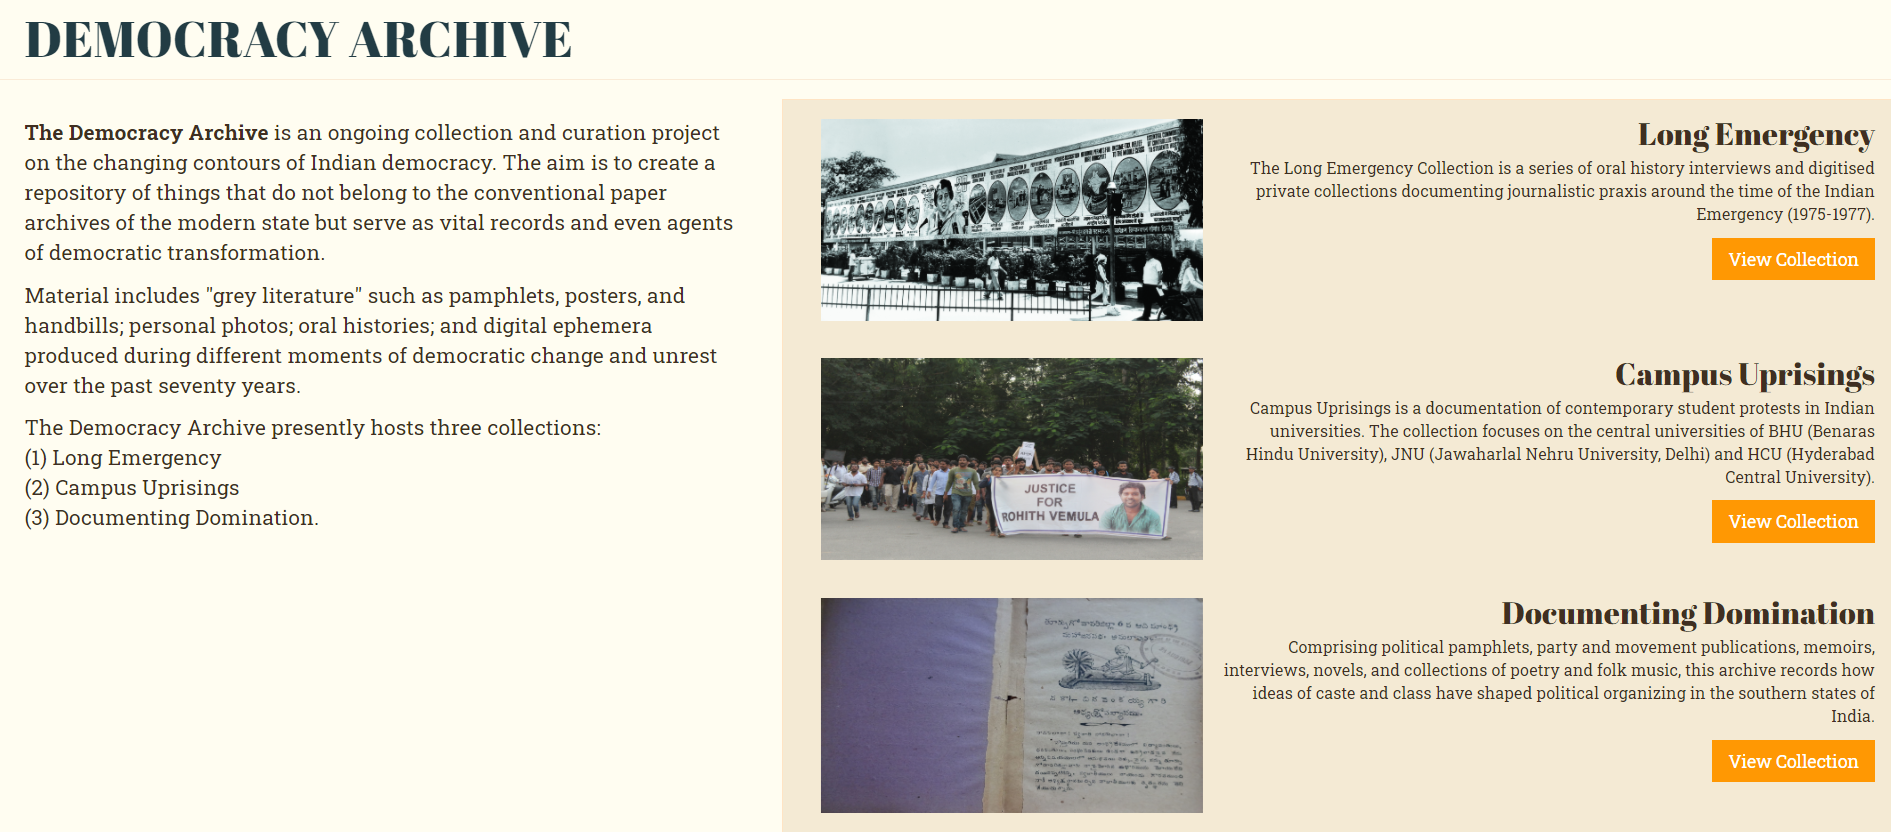 DEMOCRACY ARCHIVE
The Democracy Archive is an ongoing collection and curation project
on the changing contours of Indian democracy. The aim is to create a
repository of things that do not belong to the conventional paper
archives of the modern state but serve as vital records and even agents
of democratic transformation.
Material includes "grey literature" such as pamphlets, posters, and
handbills; personal photos; oral histories; and digital ephemera
produced during different moments of democratic change and unrest
over the past seventy years.
The Democracy Archive presently hosts three collections:
(1) Long Emergency
(2) Campus Uprisings
(3) Documenting Domination.
Long Emergency
The Long Emergency Collection is a series of oral history interviews and digitised
private collections documenting journalistic praxis around the time of the Indian
Emergency (1975-1977).
View Collection
JUSTICE
FOR
ROHITH VEMULA
Campus Uprisings
Campus Uprisings is a documentation of contemporary student protests in Indian
universities. The collection focuses on the central universities of BHU (Benaras
Hindu University), JNU (Jawaharlal Nehru University, Delhi) and HCU (Hyderabad
Central University).
View Collection
Documenting Domination
Comprising political pamphlets, party and movement publications, memoirs,
interviews, novels, and collections of poetry and folk music, this archive records how
ideas of caste and class have shaped political organizing in the southern states of
India.
View Collection